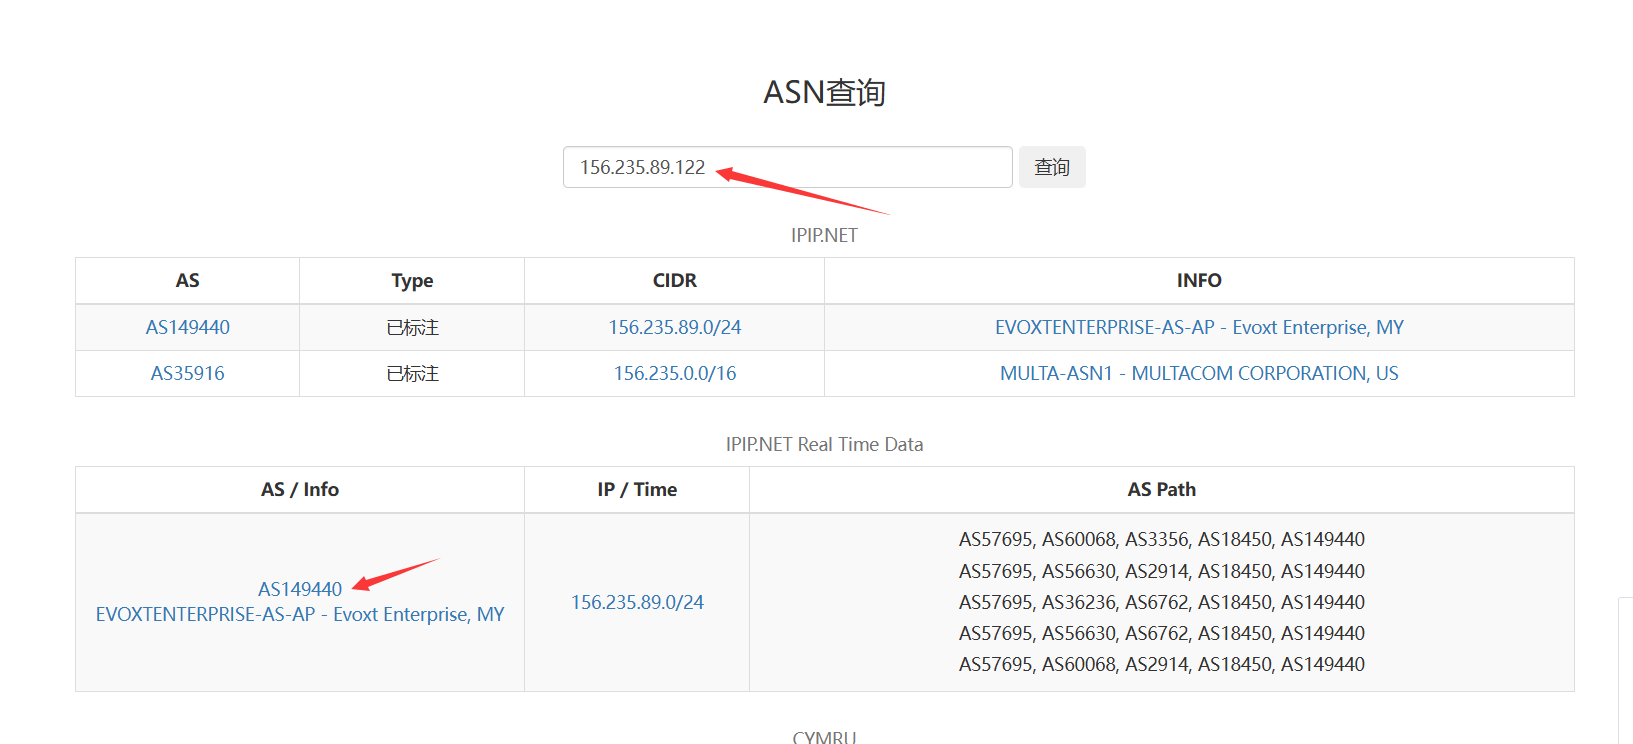 ASN查询
156.235.89.122 查询
IPIP.NET
AS Type CIDR INFO
AS149440 已标注 156.235.89.0/24 EVOXTENTERPRISE-AS-AP - Evoxt Enterprise, MY
AS35916 已标注 156.235.0.0/16 MULTA-ASN1 - MULTACOM CORPORATION, US
IPIP.NET Real Time Data
AS / Info IP / Time AS Path
AS149440
EVOXTENTERPRISE-AS-AP - Evoxt Enterprise, MY
156.235.89.0/24
AS57695, AS60068, AS3356, AS18450, AS149440
AS57695, AS56630, AS2914, AS18450, AS149440
AS57695, AS36236, AS6762, AS18450, AS149440
AS57695, AS56630, AS6762, AS18450, AS149440
AS57695, AS60068, AS2914, AS18450, AS149440
CYMRU